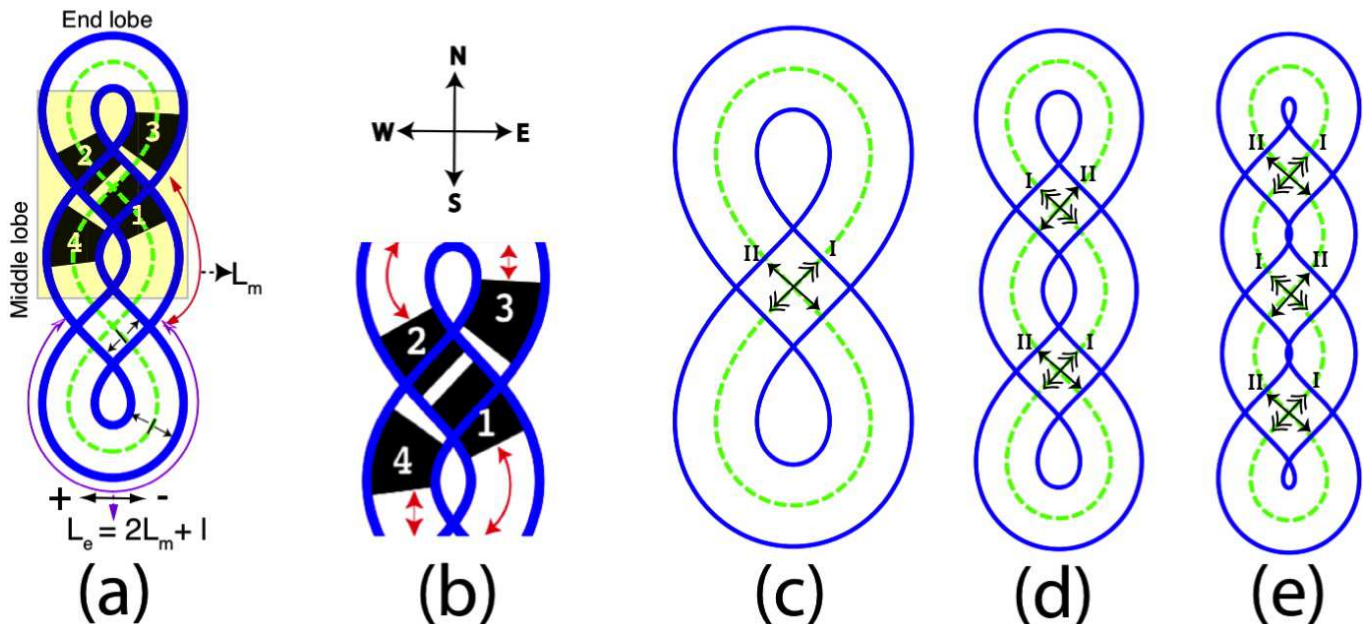 End lobe
Middle lobe
3
2
1
4
L_m
+ -
L_e = 2L_m + l
(a)
N
W E
S
3
2
1
4
(b)
II I
(c)
I II
II I
(d)
II I
I II
II I
(e)